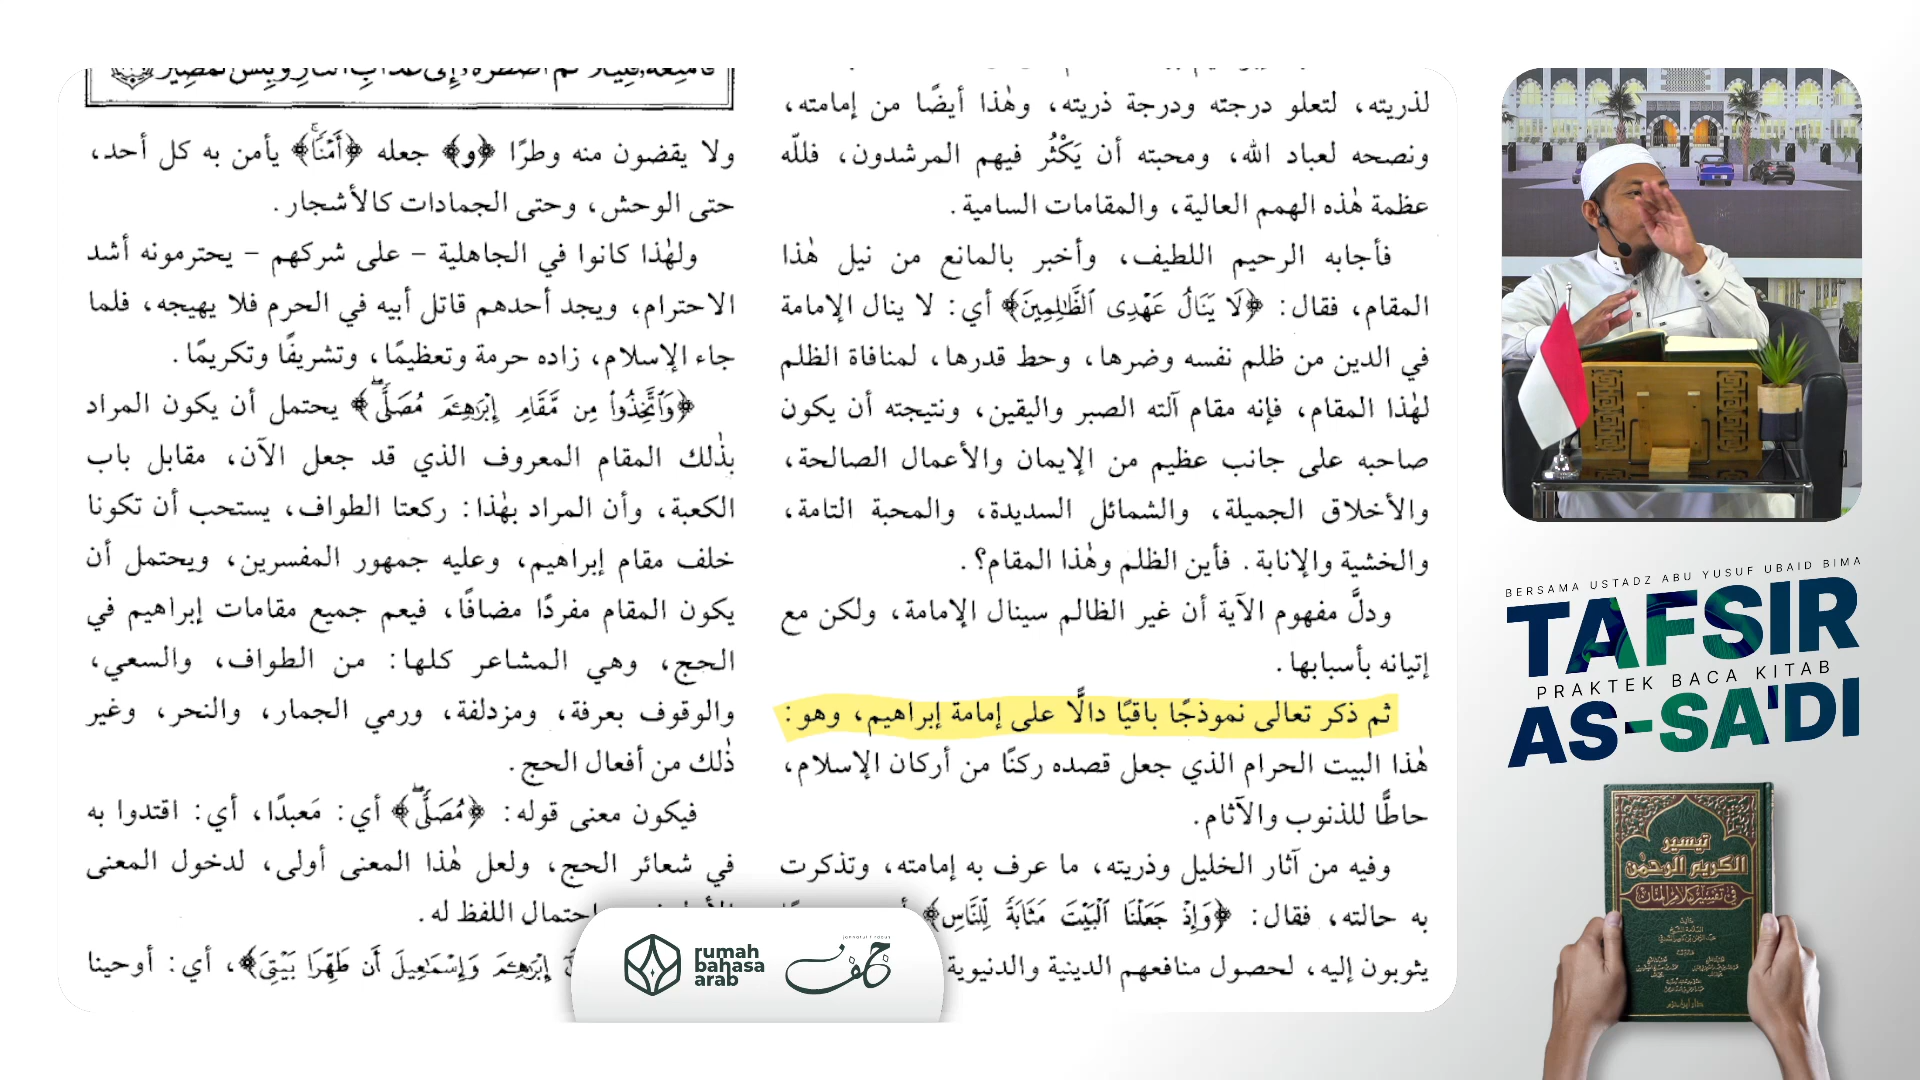 لذريته، لتعلو درجته ودرجة ذريته، وهٰذا أيضًا من إمامته،
ونصحه لعباد الله، ومحبته أن يَكْثُر فيهم المرشدون، فللّه
عظمة هٰذه الهمم العالية، والمقامات السامية.
فأجابه الرحيم اللطيف، وأخبر بالمانع من نيل هٰذا
المقام، فقال: ﴿لَا يَنَالُ عَهْدِى ٱلظَّٰلِمِينَ﴾ أي: لا ينال الإمامة
في الدين من ظلم نفسه وضرها، وحط قدرها، لمنافاة الظلم
لهٰذا المقام، فإنه مقام آلته الصبر واليقين، ونتيجته أن يكون
صاحبه على جانب عظيم من الإيمان والأعمال الصالحة،
والأخلاق الجميلة، والشمائل السديدة، والمحبة التامة،
والخشية والإنابة. فأين الظلم وهٰذا المقام؟.
ودلَّ مفهوم الآية أن غير الظالم سينال الإمامة، ولكن مع
إتيانه بأسبابها.
ثم ذكر تعالى نموذجًا باقيًا دالًّا على إمامة إبراهيم، وهو:
هٰذا البيت الحرام الذي جعل قصده ركنًا من أركان الإسلام،
حاطًّا للذنوب والآثام.
وفيه من آثار الخليل وذريته، ما عرف به إمامته، وتذكرت
به حالته، فقال: ﴿وَإِذْ جَعَلْنَا ٱلْبَيْتَ مَثَابَةً لِّلنَّاسِ﴾
يثوبون إليه، لحصول منافعهم الدينية والدنيوية
ولا يقضون منه وطرًا ﴿و﴾ جعله ﴿أَمْنًا﴾ يأمن به كل أحد،
حتى الوحش، وحتى الجمادات كالأشجار.
ولهٰذا كانوا في الجاهلية – على شركهم – يحترمونه أشد
الاحترام، ويجد أحدهم قاتل أبيه في الحرم فلا يهيجه، فلما
جاء الإسلام، زاده حرمة وتعظيمًا، وتشريفًا وتكريمًا.
﴿وَٱتَّخِذُوا۟ مِن مَّقَامِ إِبْرَٰهِـۧمَ مُصَلًّى﴾ يحتمل أن يكون المراد
بذٰلك المقام المعروف الذي قد جعل الآن، مقابل باب
الكعبة، وأن المراد بهٰذا: ركعتا الطواف، يستحب أن تكونا
خلف مقام إبراهيم، وعليه جمهور المفسرين، ويحتمل أن
يكون المقام مفردًا مضافًا، فيعم جميع مقامات إبراهيم في
الحج، وهي المشاعر كلها: من الطواف، والسعي،
والوقوف بعرفة، ومزدلفة، ورمي الجمار، والنحر، وغير
ذٰلك من أفعال الحج.
فيكون معنى قوله: ﴿مُصَلًّى﴾ أي: مَعبدًا، أي: اقتدوا به
في شعائر الحج، ولعل هٰذا المعنى أولى، لدخول المعنى
احتمال اللفظ له.
إِبْرَٰهِـۧمَ وَإِسْمَٰعِيلَ أَن طَهِّرَا بَيْتِىَ﴾، أي: أوحينا
rumah
bahasa
arab
BERSAMA USTADZ ABU YUSUF UBAID BIMA
TAFSIR
PRAKTEK BACA KITAB
AS-SA'DI
تيسير
الكريم الرحمن
في تفسير كلام المنان